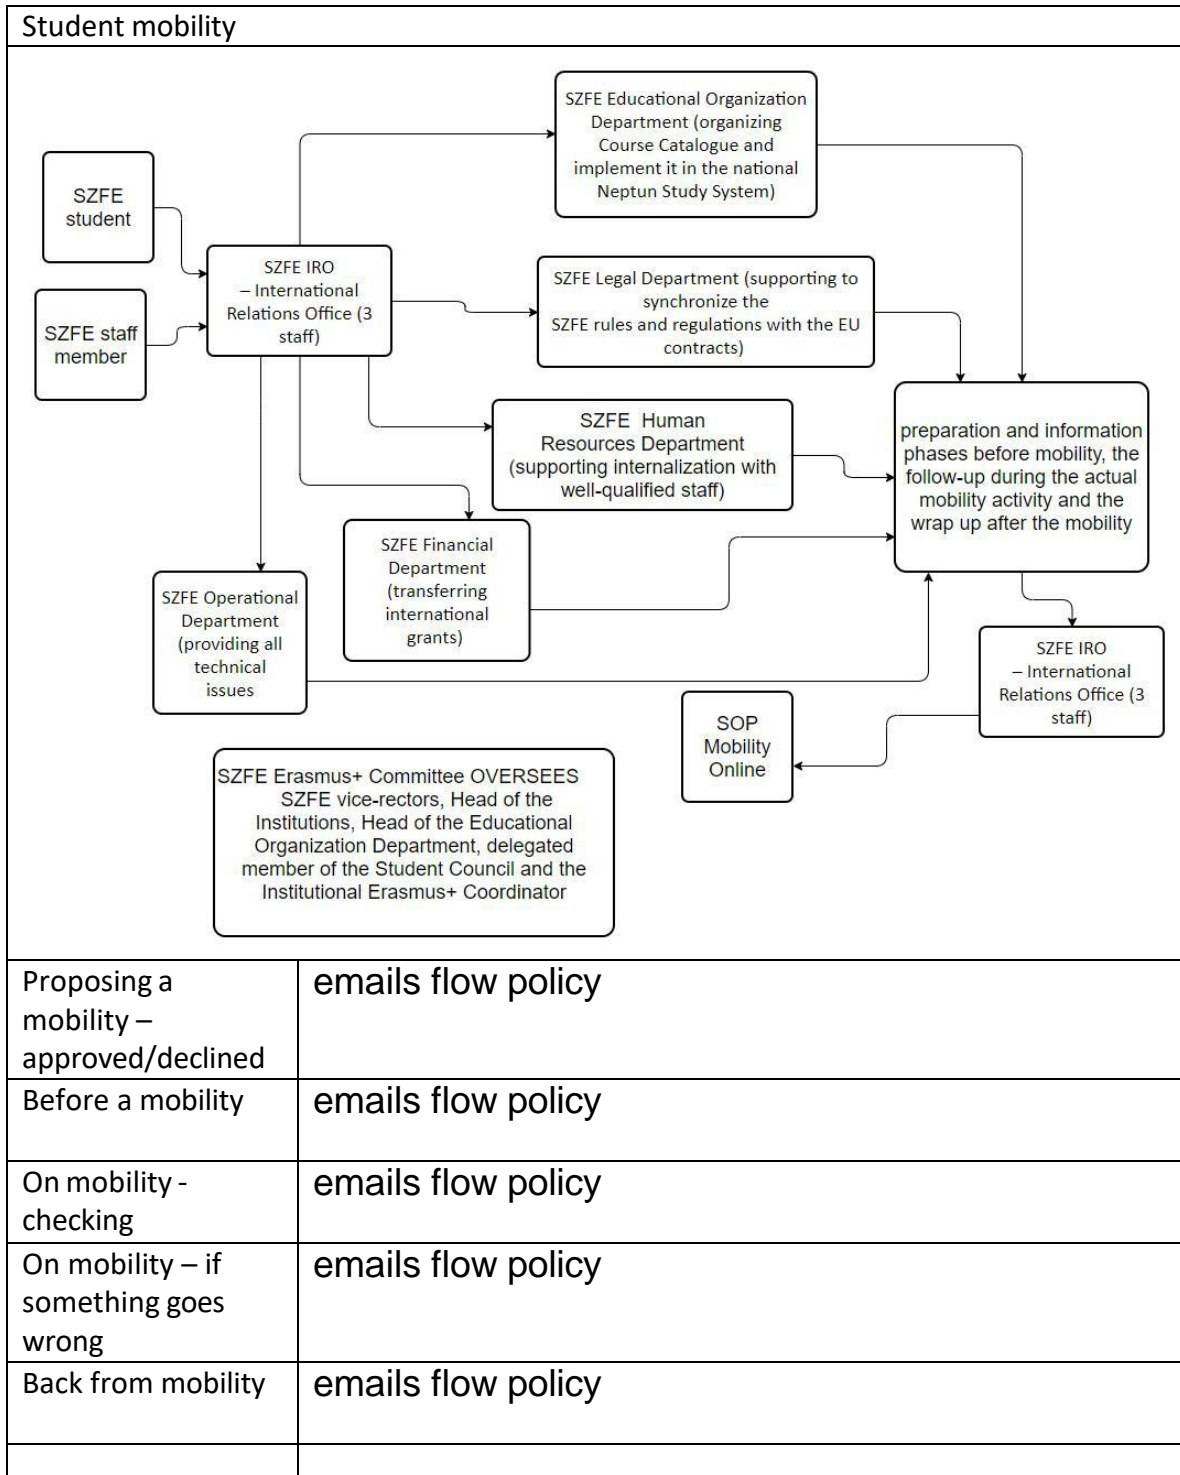 Student mobility
SZFE Educational Organization
Department (organizing
Course Catalogue and
implement it in the national
Neptun Study System)
SZFE
student
SZFE IRO
– International
Relations Office (3
staff)
SZFE Legal Department (supporting to
synchronize the
SZFE rules and regulations with the EU
contracts)
SZFE staff
member
SZFE Human
Resources Department
(supporting internalization with
well-qualified staff)
preparation and information
phases before mobility, the
follow-up during the actual
mobility activity and the
wrap up after the mobility
SZFE Financial
Department
(transferring
international
grants)
SZFE Operational
Department
(providing all
technical
issues
SZFE IRO
– International
Relations Office (3
staff)
SOP
Mobility
Online
SZFE Erasmus+ Committee OVERSEES
SZFE vice-rectors, Head of the
Institutions, Head of the Educational
Organization Department, delegated
member of the Student Council and the
Institutional Erasmus+ Coordinator
Proposing a
mobility –
approved/declined
emails flow policy
Before a mobility
emails flow policy
On mobility -
checking
emails flow policy
On mobility – if
something goes
wrong
emails flow policy
Back from mobility
emails flow policy